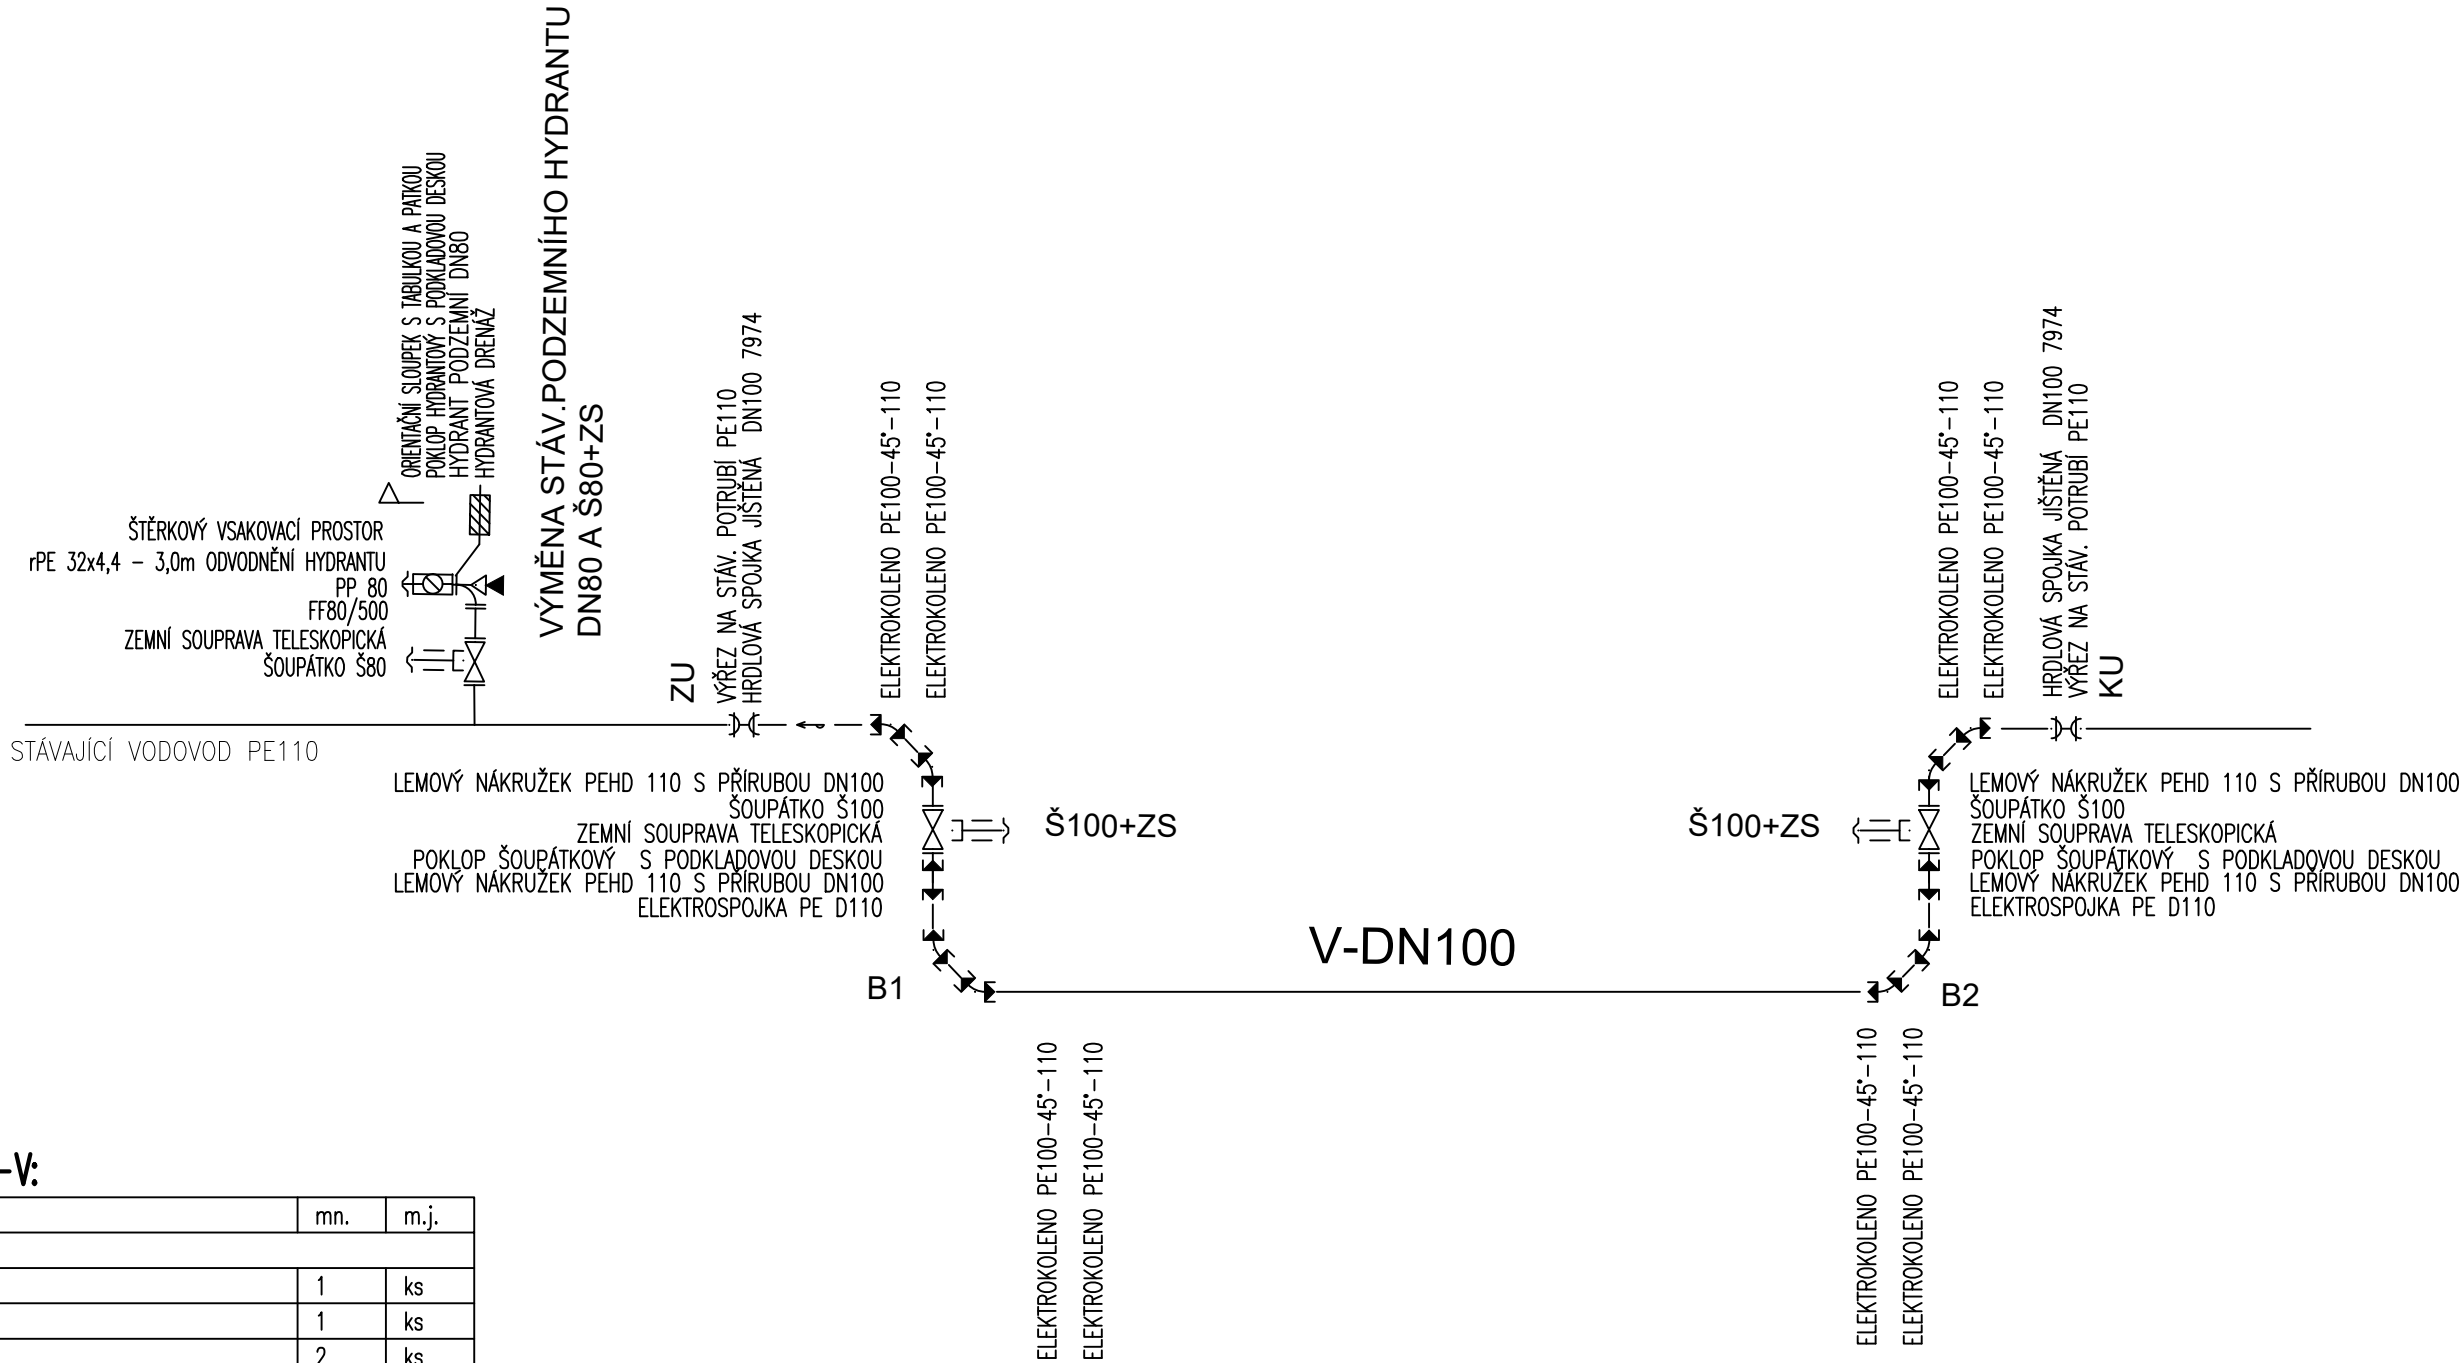 ORIENTAČNÍ SLOUPEK S TABULKOU A PATKOU
POKLOP HYDRANTOVÝ S PODKLADOVOU DESKOU
HYDRANT PODZEMNÍ DN80
HYDRANTOVÁ DRENÁŽ
VÝMĚNA STÁV.PODZEMNÍHO HYDRANTU
DN80 A Š80+ZS
ŠTĚRKOVÝ VSAKOVACÍ PROSTOR
rPE 32x4,4 – 3,0m ODVODNĚNÍ HYDRANTU
PP 80
FF80/500
ZEMNÍ SOUPRAVA TELESKOPICKÁ
ŠOUPÁTKO Š80
STÁVAJÍCÍ VODOVOD PE110
ZU
VÝŘEZ NA STÁV. POTRUBÍ PE110
HRDLOVÁ SPOJKA JIŠTĚNÁ DN100 7974
ELEKTROKOLENO PE100–45°–110
ELEKTROKOLENO PE100–45°–110
LEMOVÝ NÁKRUŽEK PEHD 110 S PŘÍRUBOU DN100
ŠOUPÁTKO Š100
ZEMNÍ SOUPRAVA TELESKOPICKÁ
POKLOP ŠOUPÁTKOVÝ S PODKLADOVOU DESKOU
LEMOVÝ NÁKRUŽEK PEHD 110 S PŘÍRUBOU DN100
ELEKTROSPOJKA PE D110
Š100+ZS
B1
ELEKTROKOLENO PE100–45°–110
ELEKTROKOLENO PE100–45°–110
V-DN100
Š100+ZS
ELEKTROKOLENO PE100–45°–110
ELEKTROKOLENO PE100–45°–110
HRDLOVÁ SPOJKA JIŠTĚNÁ DN100 7974
VÝŘEZ NA STÁV. POTRUBÍ PE110
KU
LEMOVÝ NÁKRUŽEK PEHD 110 S PŘÍRUBOU DN100
ŠOUPÁTKO Š100
ZEMNÍ SOUPRAVA TELESKOPICKÁ
POKLOP ŠOUPÁTKOVÝ S PODKLADOVOU DESKOU
LEMOVÝ NÁKRUŽEK PEHD 110 S PŘÍRUBOU DN100
ELEKTROSPOJKA PE D110
B2
ELEKTROKOLENO PE100–45°–110
ELEKTROKOLENO PE100–45°–110
–V:
mn. m.j.
1 ks
1 ks
2 ks